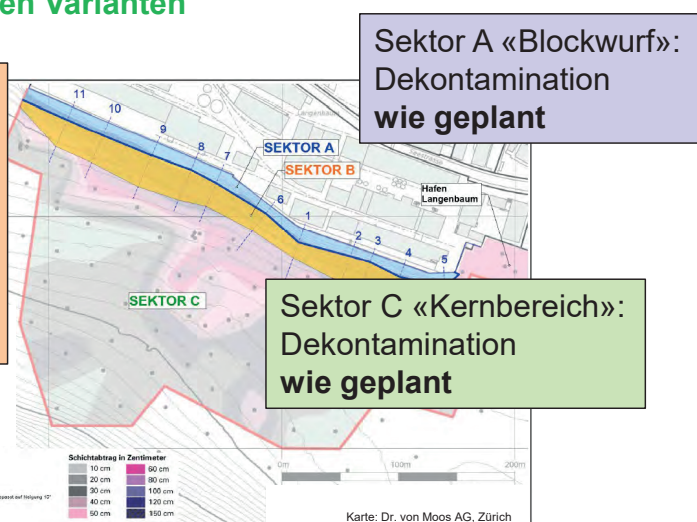 en Varianten
Sektor A «Blockwurf»:
Dekontamination
wie geplant
11
10
9
8
7
6
1
2
3
4
5
Langenbaum
SEKTOR A
SEKTOR B
Hafen
Langenbaum
SEKTOR C
Sektor C «Kernbereich»:
Dekontamination
wie geplant
Schichtabtrag in Zentimeter
10 cm 60 cm
20 cm 80 cm
30 cm 100 cm
40 cm 120 cm
50 cm 150 cm
0m 100m 200m
Karte: Dr. von Moos AG, Zürich